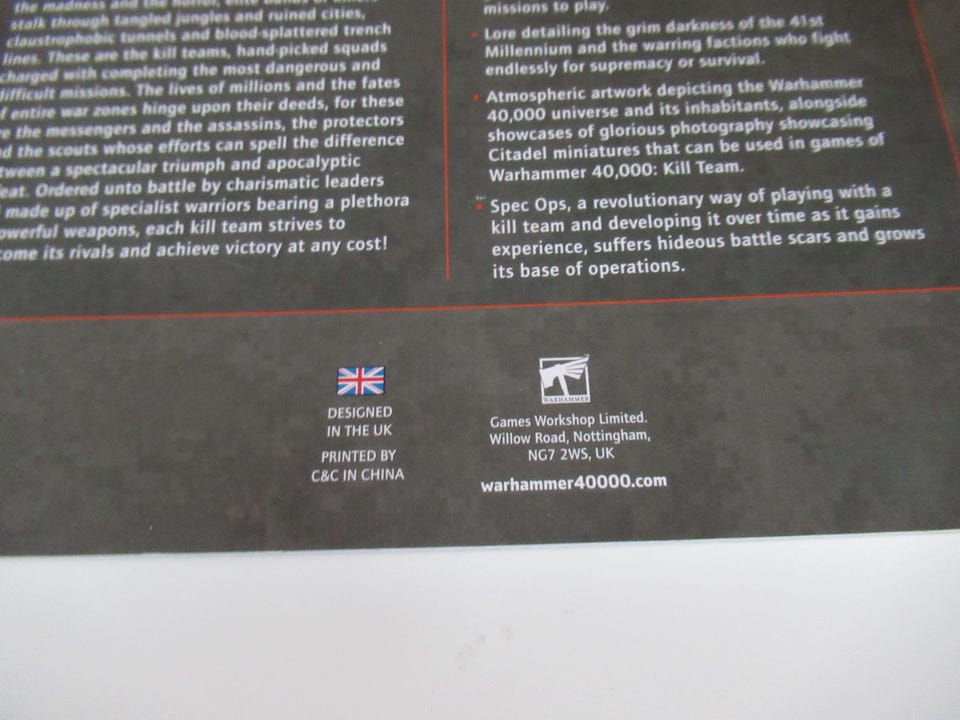 the madness and the
stalk through tangled jungles and ruined cities,
claustrophobic tunnels and blood-splattered trench
lines. These are the kill teams, hand-picked squads
charged with completing the most dangerous and
difficult missions. The lives of millions and the fates
entire war zones hinge upon their deeds, for these
the messengers and the assassins, the protectors
the scouts whose efforts can spell the difference
a spectacular triumph and apocalyptic
Ordered unto battle by charismatic leaders
made up of specialist warriors bearing a plethora
weapons, each kill team strives to
its rivals and achieve victory at any cost!
missions to play.
• Lore detailing the grim darkness of the 41st
Millennium and the warring factions who fight
endlessly for supremacy or survival.
• Atmospheric artwork depicting the Warhammer
40,000 universe and its inhabitants, alongside
showcases of glorious photography showcasing
Citadel miniatures that can be used in games of
Warhammer 40,000: Kill Team.
• Spec Ops, a revolutionary way of playing with a
kill team and developing it over time as it gains
experience, suffers hideous battle scars and grows
its base of operations.
DESIGNED
IN THE UK
PRINTED BY
C&C IN CHINA
WARHAMMER
Games Workshop Limited.
Willow Road, Nottingham,
NG7 2WS, UK
warhammer40000.com